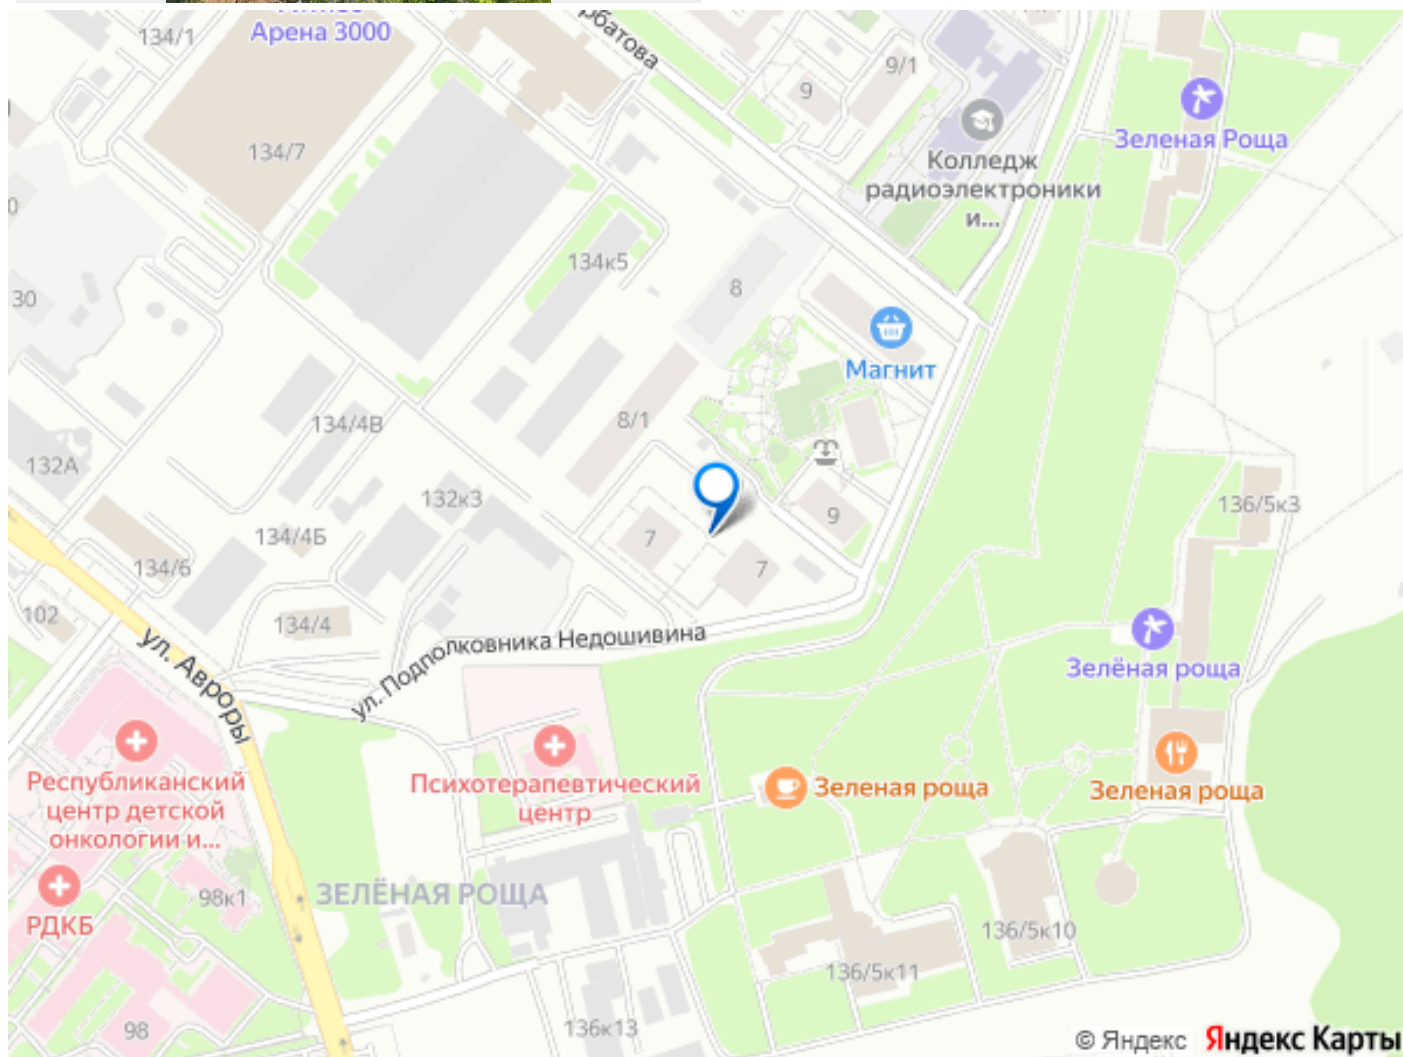 134/1
Арена 3000
рбатова
9/1
9
134/7
Зеленая Роща
Колледж
радиоэлектроники
и...
0
134к5
8
30
Магнит
134/4В
8/1
132А
132к3
136/5к3
9
134/4Б
7
7
134/6
102
134/4
ул. Подполковника Недошивина
ул. Авроры
Зелёная роща
Республиканский
центр детской
онкологии и...
Психотерапевтический
центр
Зеленая роща
Зеленая роща
98к1
ЗЕЛЁНАЯ РОЩА
РДКБ
136/5к10
136/5к11
98
136к13
© Яндекс Яндекс Карты